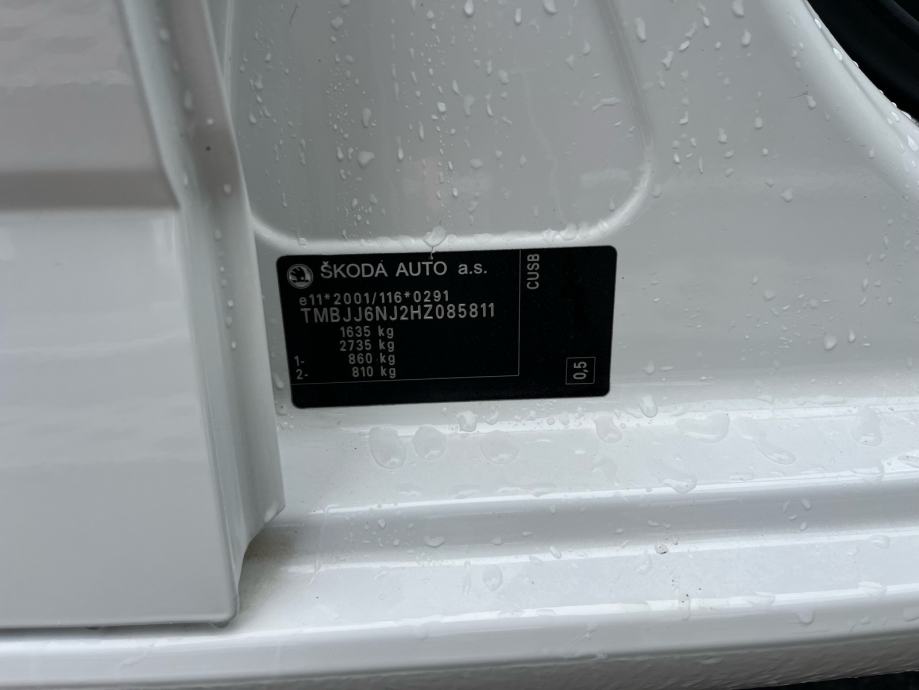 ŠKODA AUTO a.s.
CUSB
e11*2001/116*0291
TMBJJ6NJ2HZ085811
1635 kg
2735 kg
1- 860 kg
2- 810 kg
0,5